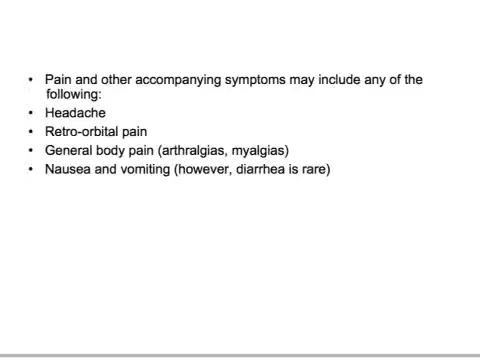 • Pain and other accompanying symptoms may include any of the
following:
• Headache
• Retro-orbital pain
• General body pain (arthralgias, myalgias)
• Nausea and vomiting (however, diarrhea is rare)